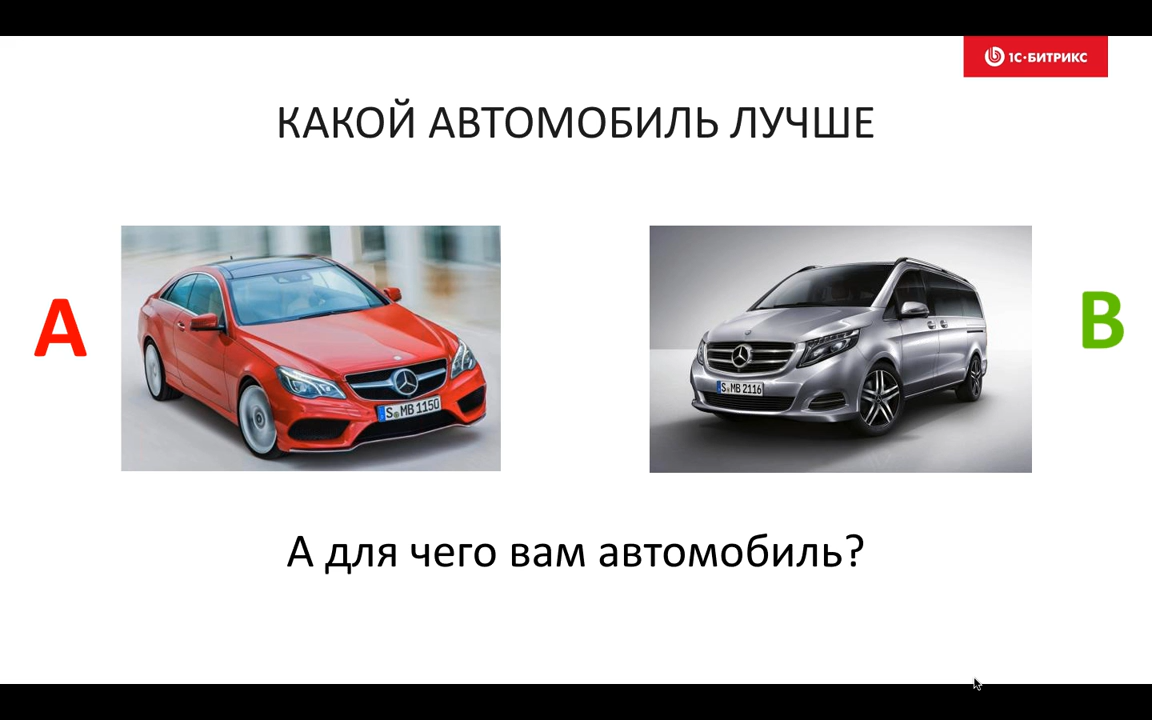 1С·БИТРИКС
КАКОЙ АВТОМОБИЛЬ ЛУЧШЕ
A
S MB 1150
S MB 2116
B
А для чего вам автомобиль?